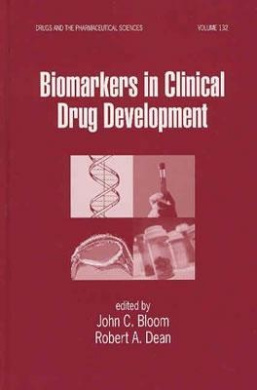 DRUGS AND THE PHARMACEUTICAL SCIENCES VOLUME 132
Biomarkers in Clinical
Drug Development
edited by
John C. Bloom
Robert A. Dean